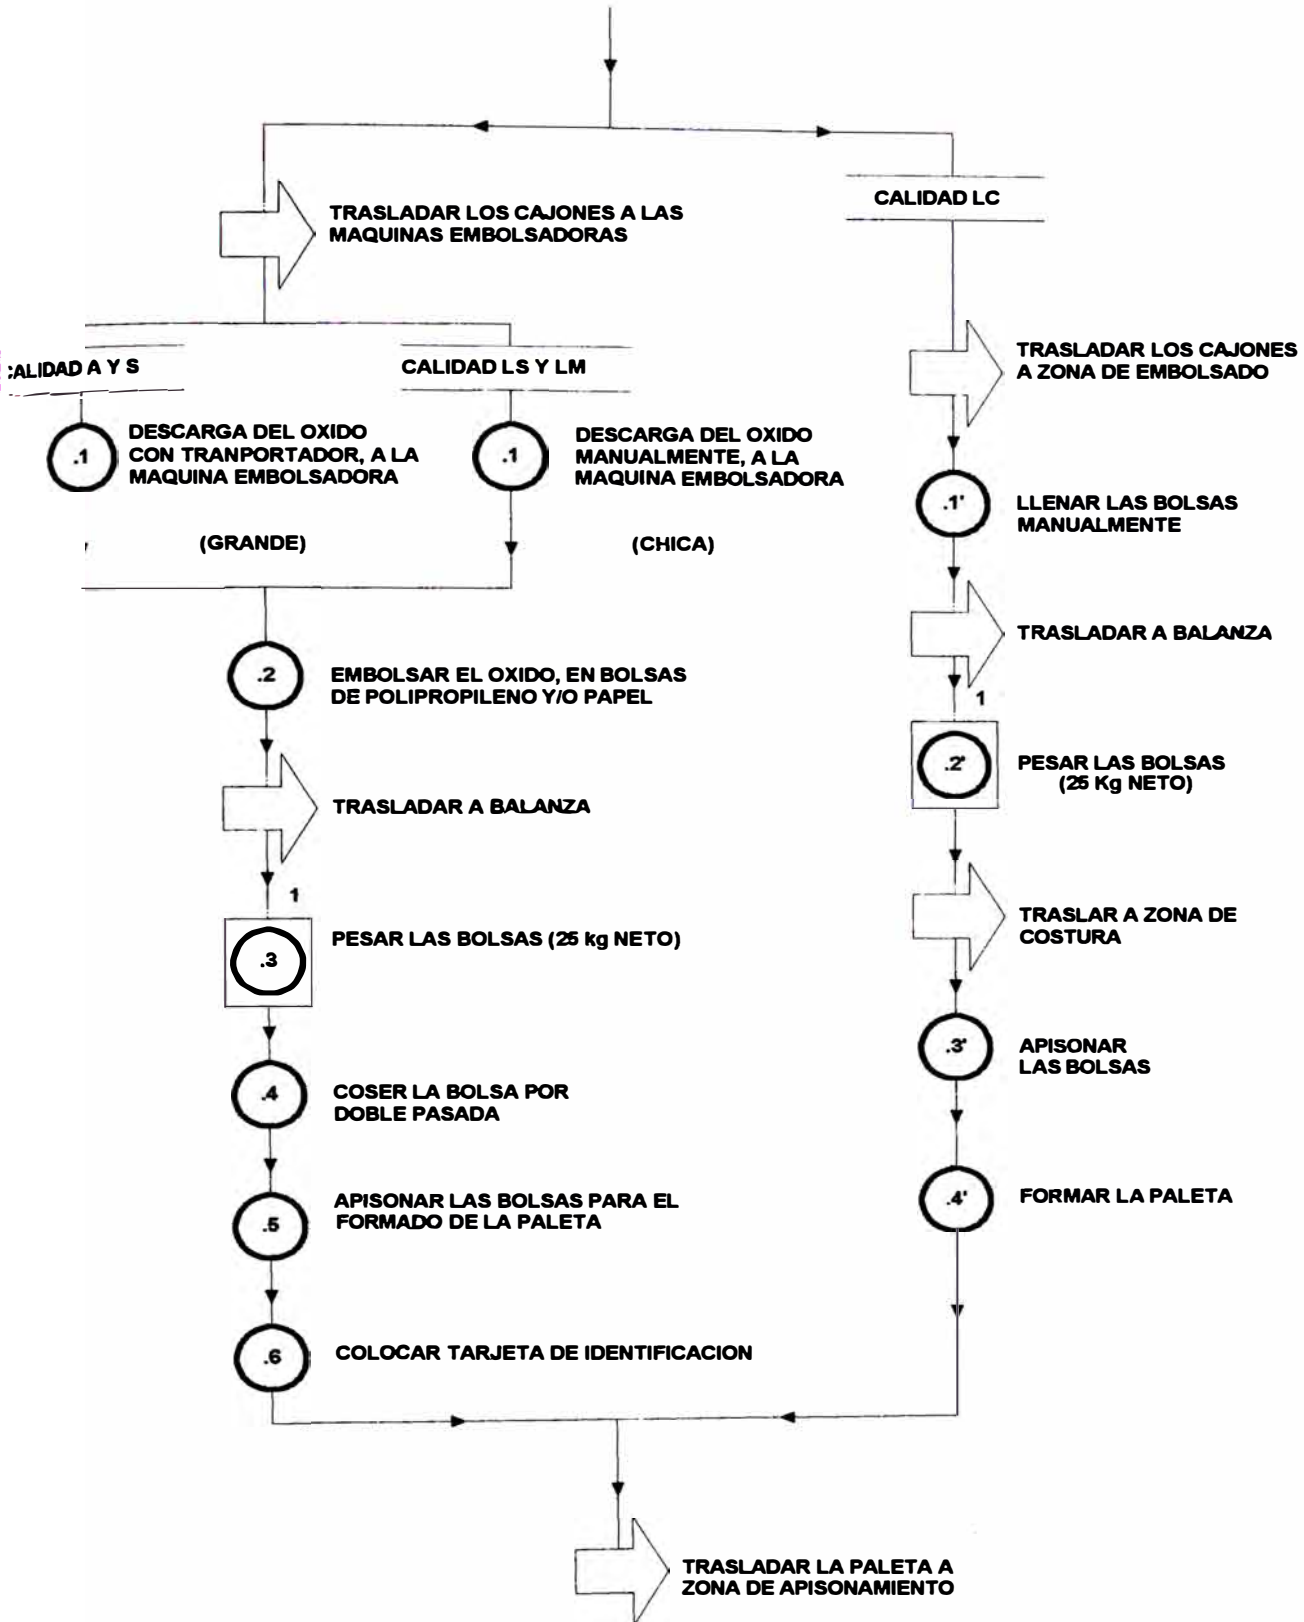 CALIDAD LC
TRASLADAR LOS CAJONES A LAS
MAQUINAS EMBOLSADORAS
TRASLADAR LOS CAJONES
A ZONA DE EMBOLSADO
:ALIDAD A Y S
CALIDAD LS Y LM
.1
DESCARGA DEL OXIDO
CON TRANPORTADOR, A LA
MAQUINA EMBOLSADORA
(GRANDE)
.1
DESCARGA DEL OXIDO
MANUALMENTE, A LA
MAQUINA EMBOLSADORA
(CHICA)
.1'
LLENAR LAS BOLSAS
MANUALMENTE
TRASLADAR A BALANZA
.2
EMBOLSAR EL OXIDO, EN BOLSAS
DE POLIPROPILENO Y/O PAPEL
1
.2'
PESAR LAS BOLSAS
(25 Kg NETO)
TRASLADAR A BALANZA
1
.3
PESAR LAS BOLSAS (25 kg NETO)
TRASLAR A ZONA DE
COSTURA
.3'
APISONAR
LAS BOLSAS
.4
COSER LA BOLSA POR
DOBLE PASADA
.4'
FORMAR LA PALETA
.5
APISONAR LAS BOLSAS PARA EL
FORMADO DE LA PALETA
.6
COLOCAR TARJETA DE IDENTIFICACION
TRASLADAR LA PALETA A
ZONA DE APISONAMIENTO